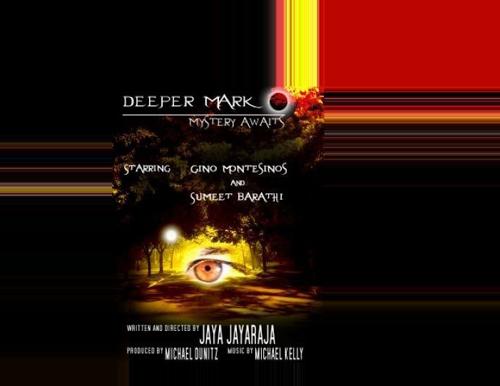 DEEPER MARK
MYSTERY AWAITS
STARRING GINO MONTESINOS
AND
SUMEET BARATHI
WRITTEN AND DIRECTED BY JAYA JAYARAJA
PRODUCED BY MICHAEL DUNITZ MUSIC BY MICHAEL KELLY